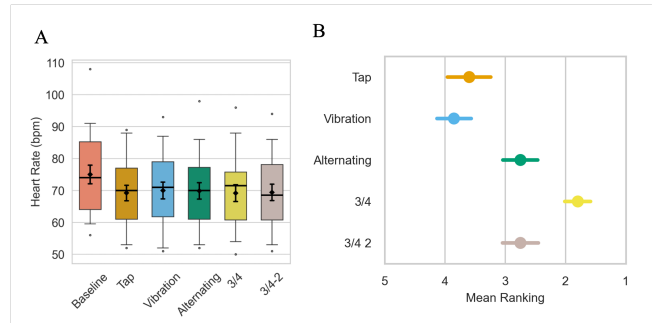 A
Heart Rate (bpm)
110
100
90
80
70
60
50
Baseline
Tap
Vibration
Alternating
3/4
3/4-2
B
Tap
Vibration
Alternating
3/4
3/4 2
5 4 3 2 1
Mean Ranking